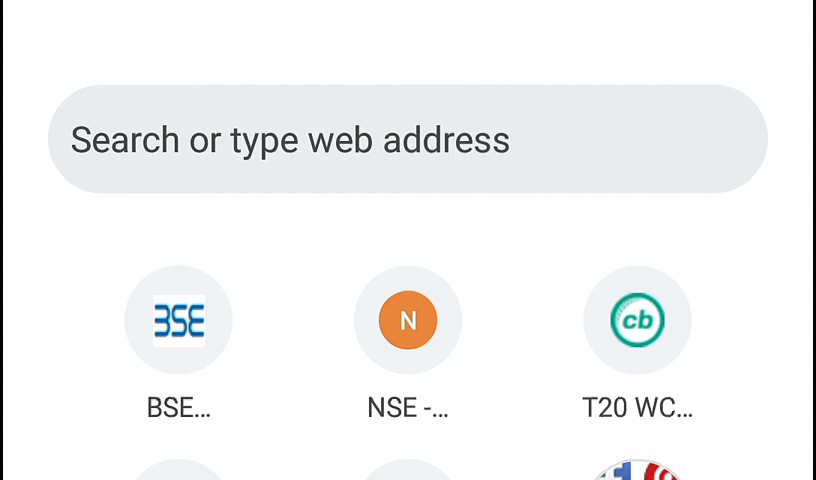 Search or type web address
BSE
N
cb
BSE...
NSE -...
T20 WC...